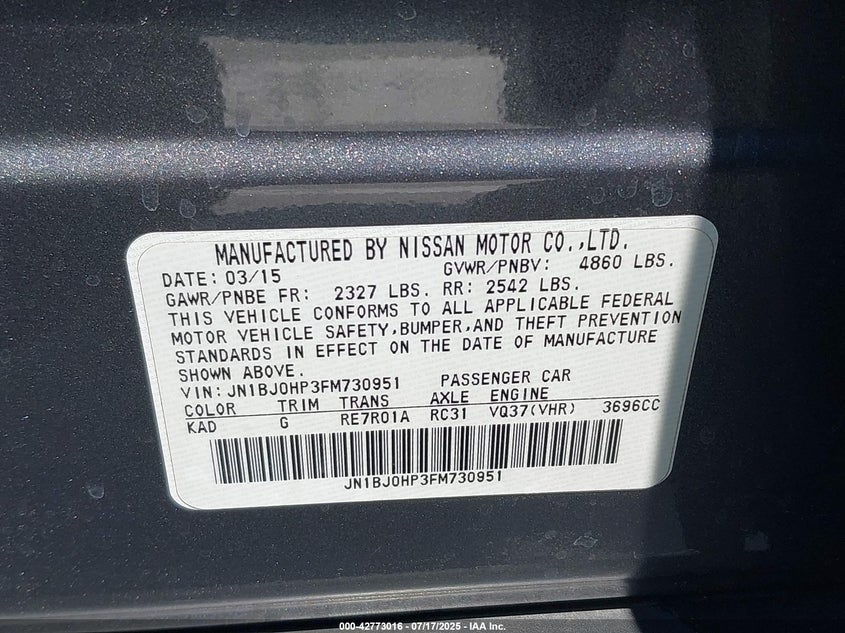 MANUFACTURED BY NISSAN MOTOR CO.,LTD.
DATE: 03/15 GVWR/PNBV: 4860 LBS.
GAWR/PNBE FR: 2327 LBS. RR: 2542 LBS.
THIS VEHICLE CONFORMS TO ALL APPLICABLE FEDERAL
MOTOR VEHICLE SAFETY,BUMPER,AND THEFT PREVENTION
STANDARDS IN EFFECT ON THE DATE OF MANUFACTURE
SHOWN ABOVE.
VIN: JN1BJ0HP3FM730951 PASSENGER CAR
COLOR TRIM TRANS AXLE ENGINE
KAD G RE7R01A RC31 VQ37(VHR) 3696CC
JN1BJ0HP3FM730951
000-42773016 - 07/17/2025 - IAA Inc.